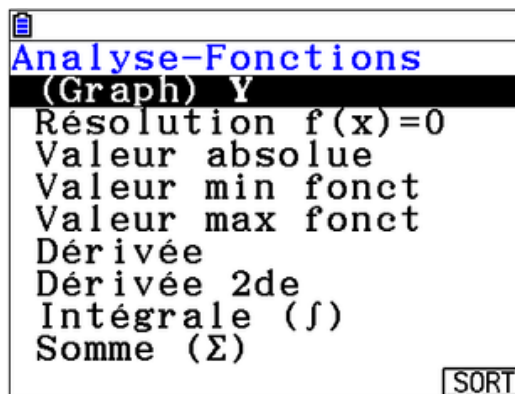 Analyse-Fonctions
(Graph) Y
Résolution f(x)=0
Valeur absolue
Valeur min fonct
Valeur max fonct
Dérivée
Dérivée 2de
Intégrale (∫)
Somme (Σ)
SORT